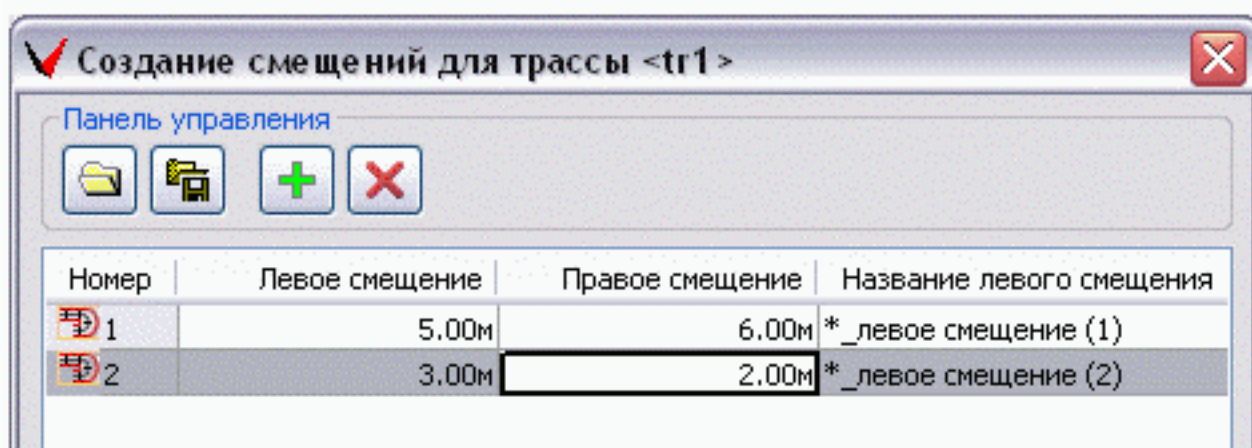 Создание смещений для трассы <tr1>
Панель управления
Номер Левое смещение Правое смещение Название левого смещения
1 5.00м 6.00м *_левое смещение (1)
2 3.00м 2.00м *_левое смещение (2)